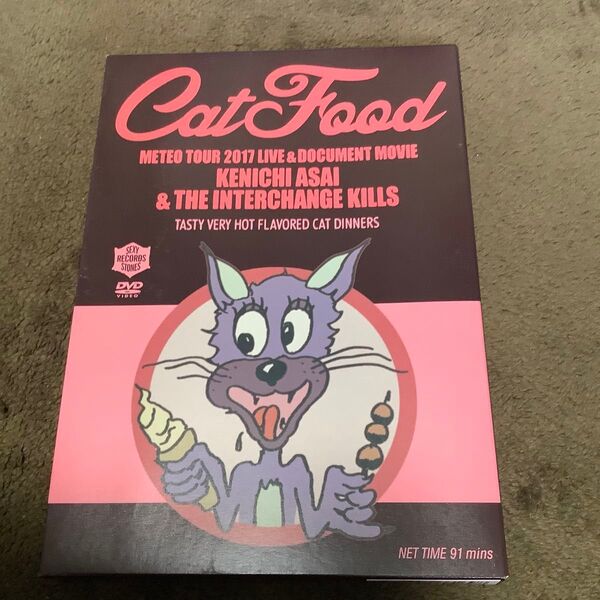 Cat Food
METEO TOUR 2017 LIVE & DOCUMENT MOVIE
KENICHI ASAI
& THE INTERCHANGE KILLS
TASTY VERY HOT FLAVORED CAT DINNERS
SEXY
STONES
RECORDS
DVD
VIDEO
NET TIME 91 mins